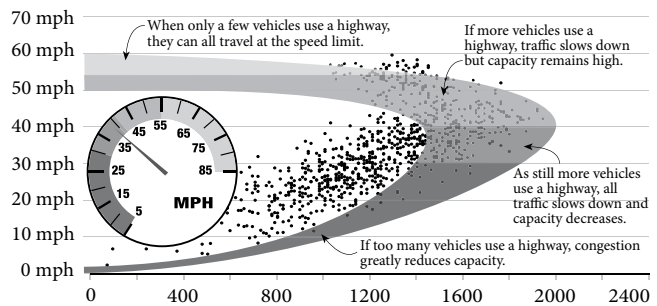 70 mph
60 mph
50 mph
40 mph
30 mph
20 mph
10 mph
0 mph
When only a few vehicles use a highway,
they can all travel at the speed limit.
If more vehicles use a
highway, traffic slows down
but capacity remains high.
55
45
65
35
75
25
85
15
5
MPH
As still more vehicles
use a highway, all
traffic slows down and
capacity decreases.
If too many vehicles use a highway, congestion
greatly reduces capacity.
0 400 800 1200 1600 2000 2400